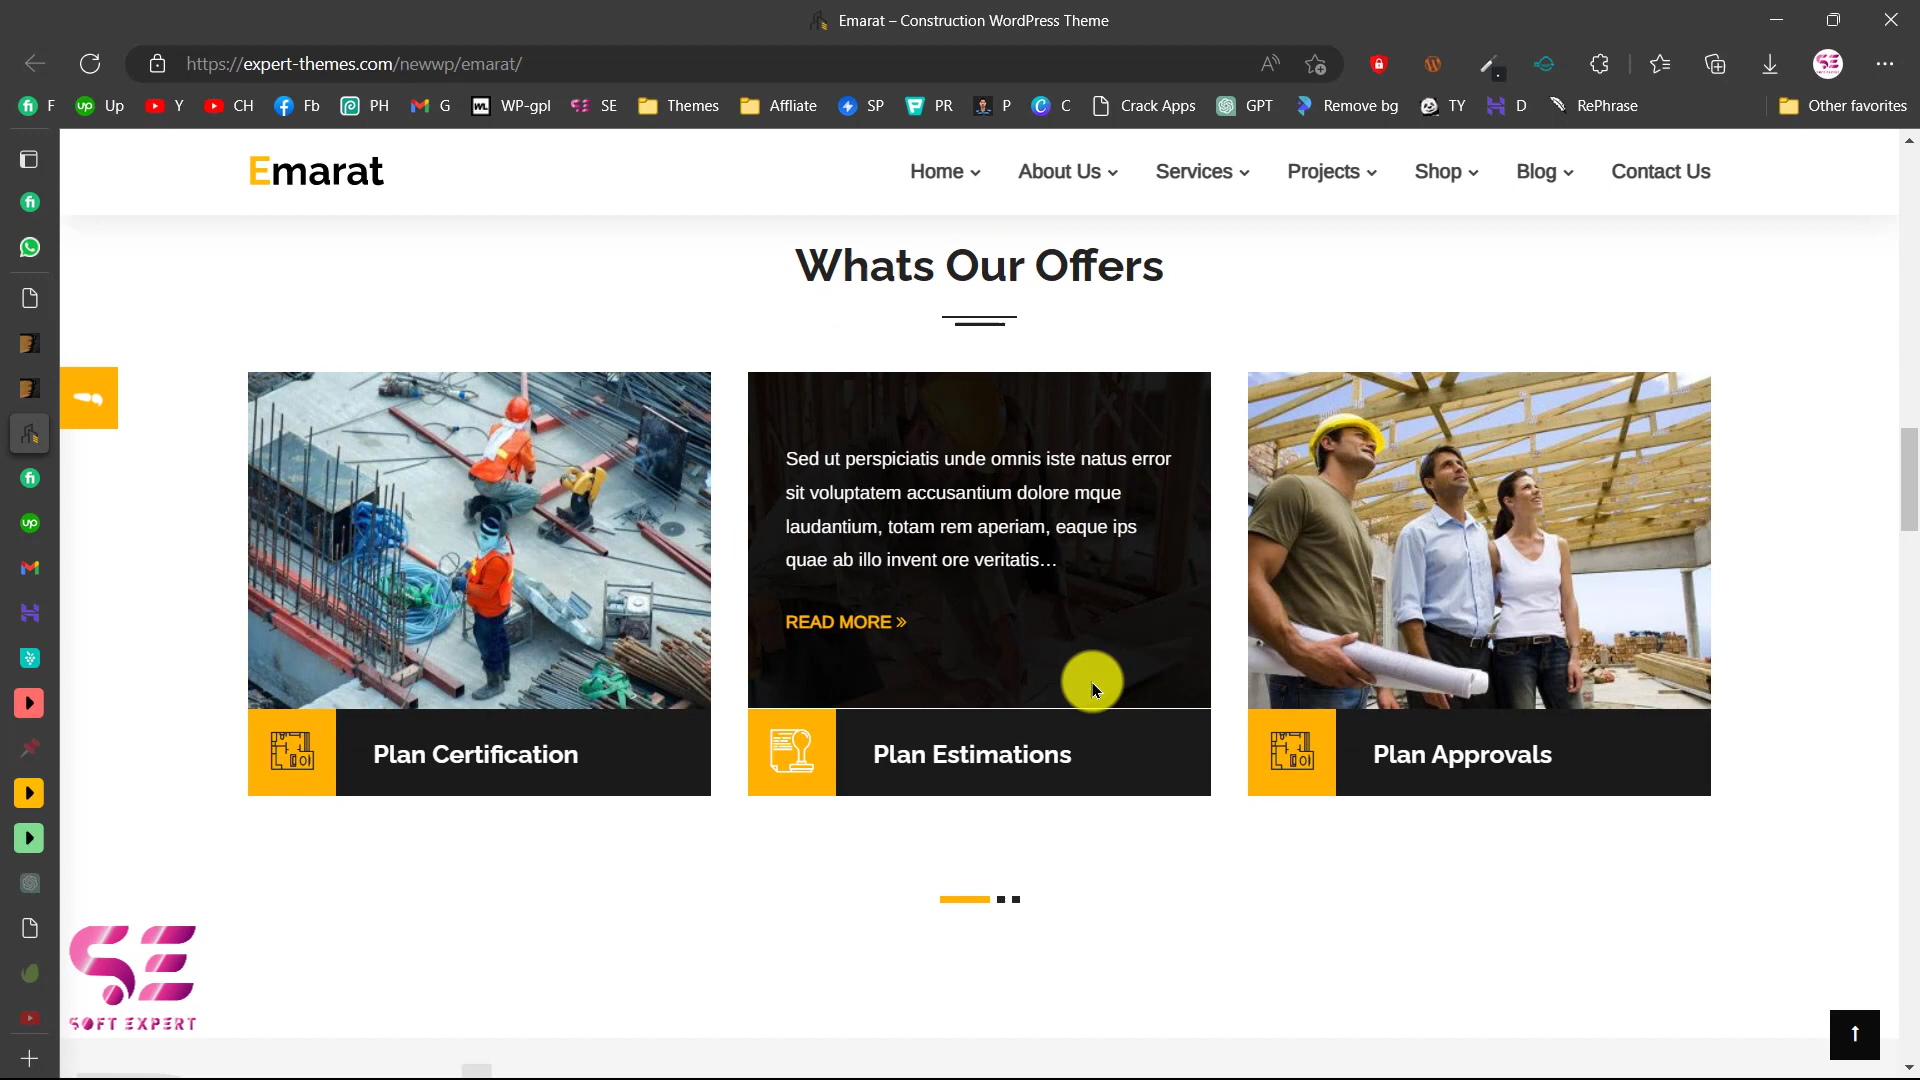 Emarat – Construction WordPress Theme
https://expert-themes.com/newwp/emarat/
F Up Y CH Fb PH G WP-gpl SE Themes Affliate SP PR P C Crack Apps GPT Remove bg TY D RePhrase Other favorites
Emarat
Home About Us Services Projects Shop Blog Contact Us
Whats Our Offers
Sed ut perspiciatis unde omnis iste natus error
sit voluptatem accusantium dolore mque
laudantium, totam rem aperiam, eaque ips
quae ab illo invent ore veritatis...
READ MORE »
Plan Certification
Plan Estimations
Plan Approvals
SE
SOFT EXPERT